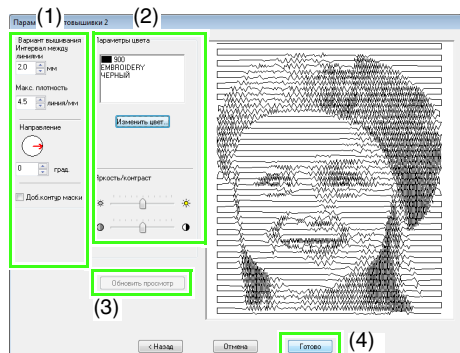 (1) (2)
Парам
товышивки 2
Вариант вышивания
Интервал между
линиями
2.0 мм
Макс. плотность
4.5 линия/мм
Направление
0 град.
Доб.контур маски
Параметры цвета
900
EMBROIDERY
ЧЕРНЫЙ
Изменить цвет...
Яркость/контраст
Обновить просмотр
(3)
< Назад Отмена Готово (4)